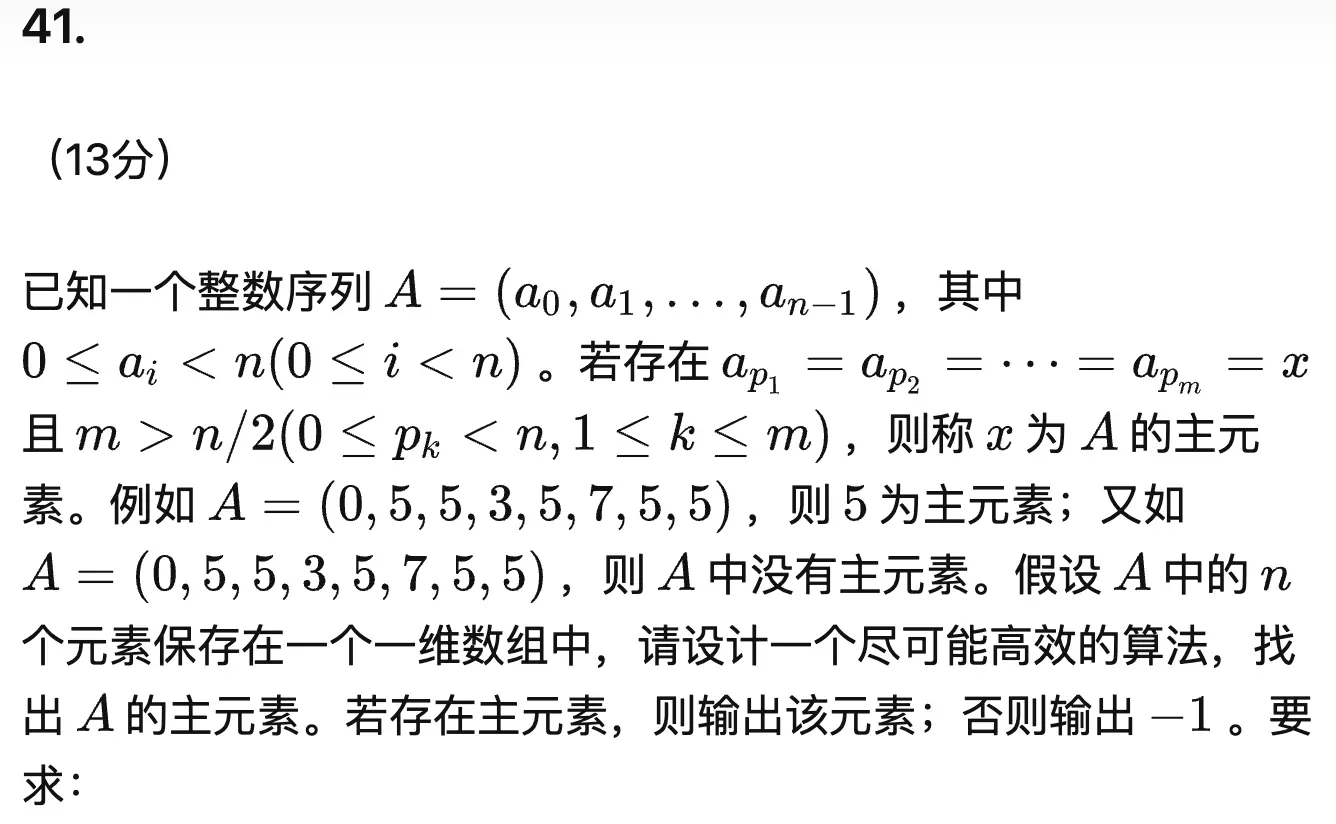 41.
（13分）
已知一个整数序列 $A = (a_0, a_1, \ldots, a_{n-1})$，其中
$0 \leq a_i < n(0 \leq i < n)$。若存在 $a_{p_1} = a_{p_2} = \cdots = a_{p_m} = x$
且 $m > n/2(0 \leq p_k < n, 1 \leq k \leq m)$，则称 $x$ 为 $A$ 的主元
素。例如 $A = (0, 5, 5, 3, 5, 7, 5, 5)$，则 5 为主元素；又如
$A = (0, 5, 5, 3, 5, 7, 5, 5)$，则 $A$ 中没有主元素。假设 $A$ 中的 $n$
个元素保存在一个一维数组中，请设计一个尽可能高效的算法，找
出 $A$ 的主元素。若存在主元素，则输出该元素；否则输出 $-1$。要
求：